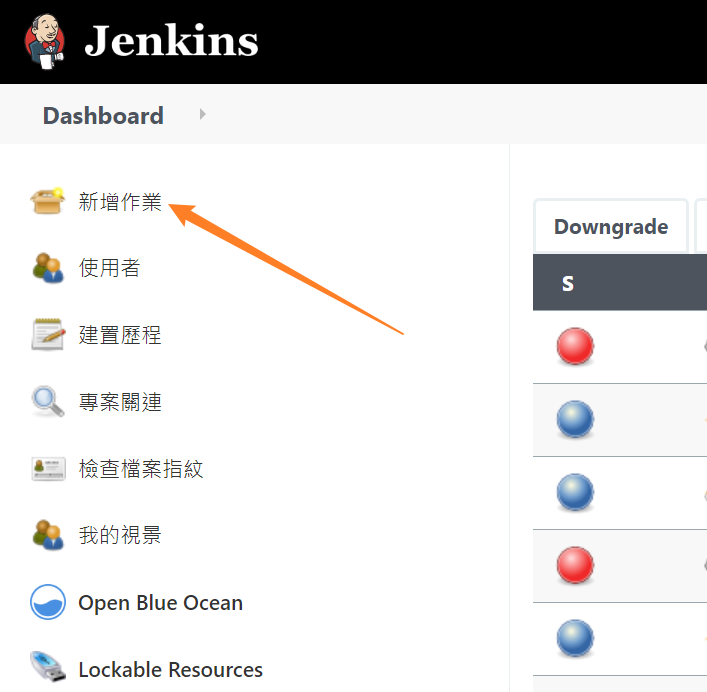 Jenkins
Dashboard
新增作業
使用者
建置歷程
專案關連
檢查檔案指紋
我的視景
Open Blue Ocean
Lockable Resources
Downgrade
S